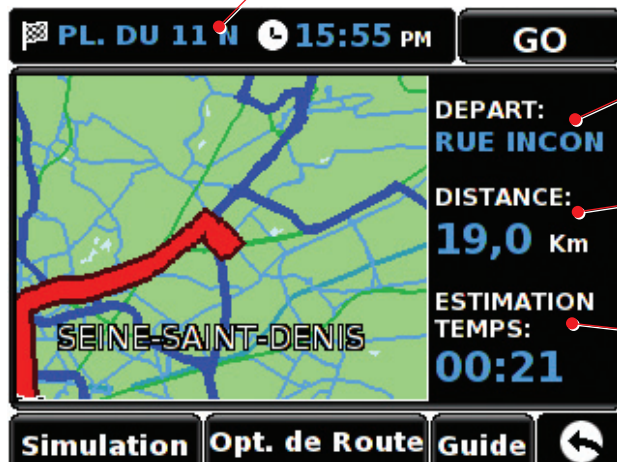 PL. DU 11 N 15:55 PM
GO
DEPART:
RUE INCON
DISTANCE:
19,0 Km
ESTIMATION
TEMPS:
00:21
SEINE-SAINT-DENIS
Simulation Opt. de Route Guide